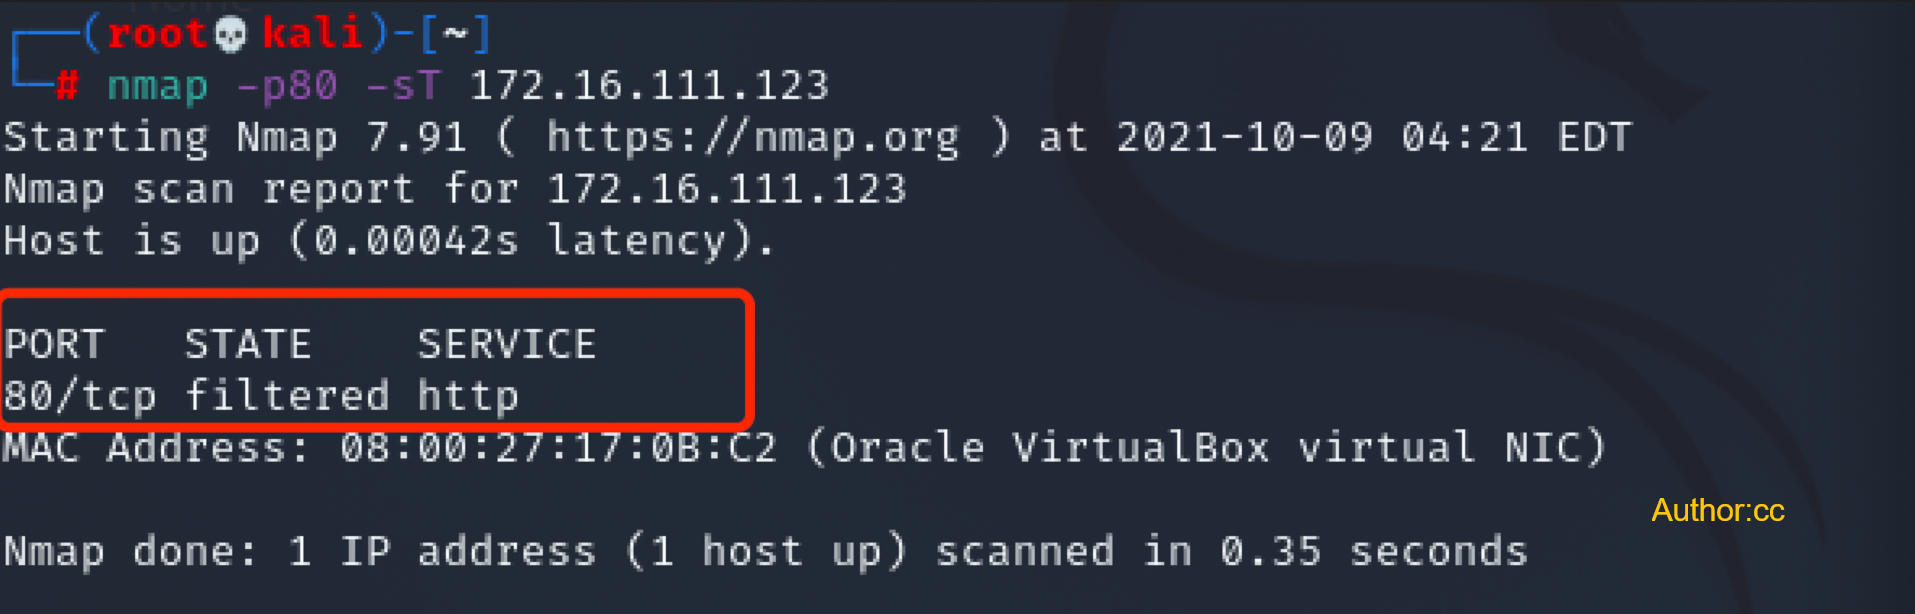 ┌──(root💀kali)-[~]
└─# nmap -p80 -sT 172.16.111.123
Starting Nmap 7.91 ( https://nmap.org ) at 2021-10-09 04:21 EDT
Nmap scan report for 172.16.111.123
Host is up (0.00042s latency).
PORT   STATE    SERVICE
80/tcp filtered http
MAC Address: 08:00:27:17:0B:C2 (Oracle VirtualBox virtual NIC)
Author:cc
Nmap done: 1 IP address (1 host up) scanned in 0.35 seconds